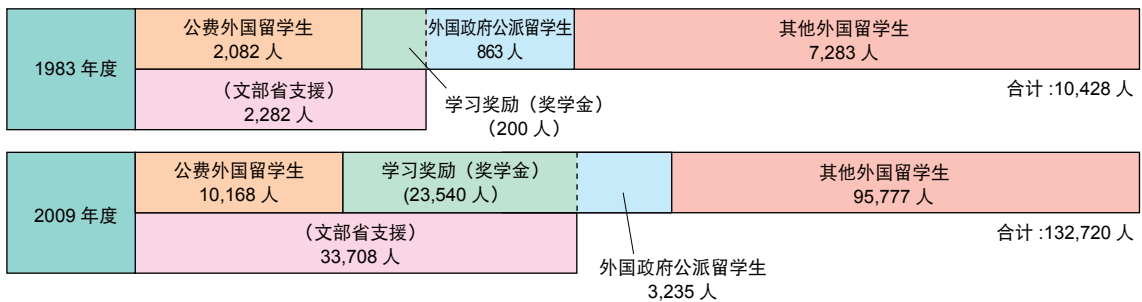 1983 年度
公费外国留学生
2,082 人
外国政府公派留学生
863 人
其他外国留学生
7,283 人
（文部省支援）
2,282 人
学习奖励（奖学金）
（200 人）
合计 :10,428 人
2009 年度
公费外国留学生
10,168 人
学习奖励（奖学金）
(23,540 人）
其他外国留学生
95,777 人
（文部省支援）
33,708 人
外国政府公派留学生
3,235 人
合计 :132,720 人